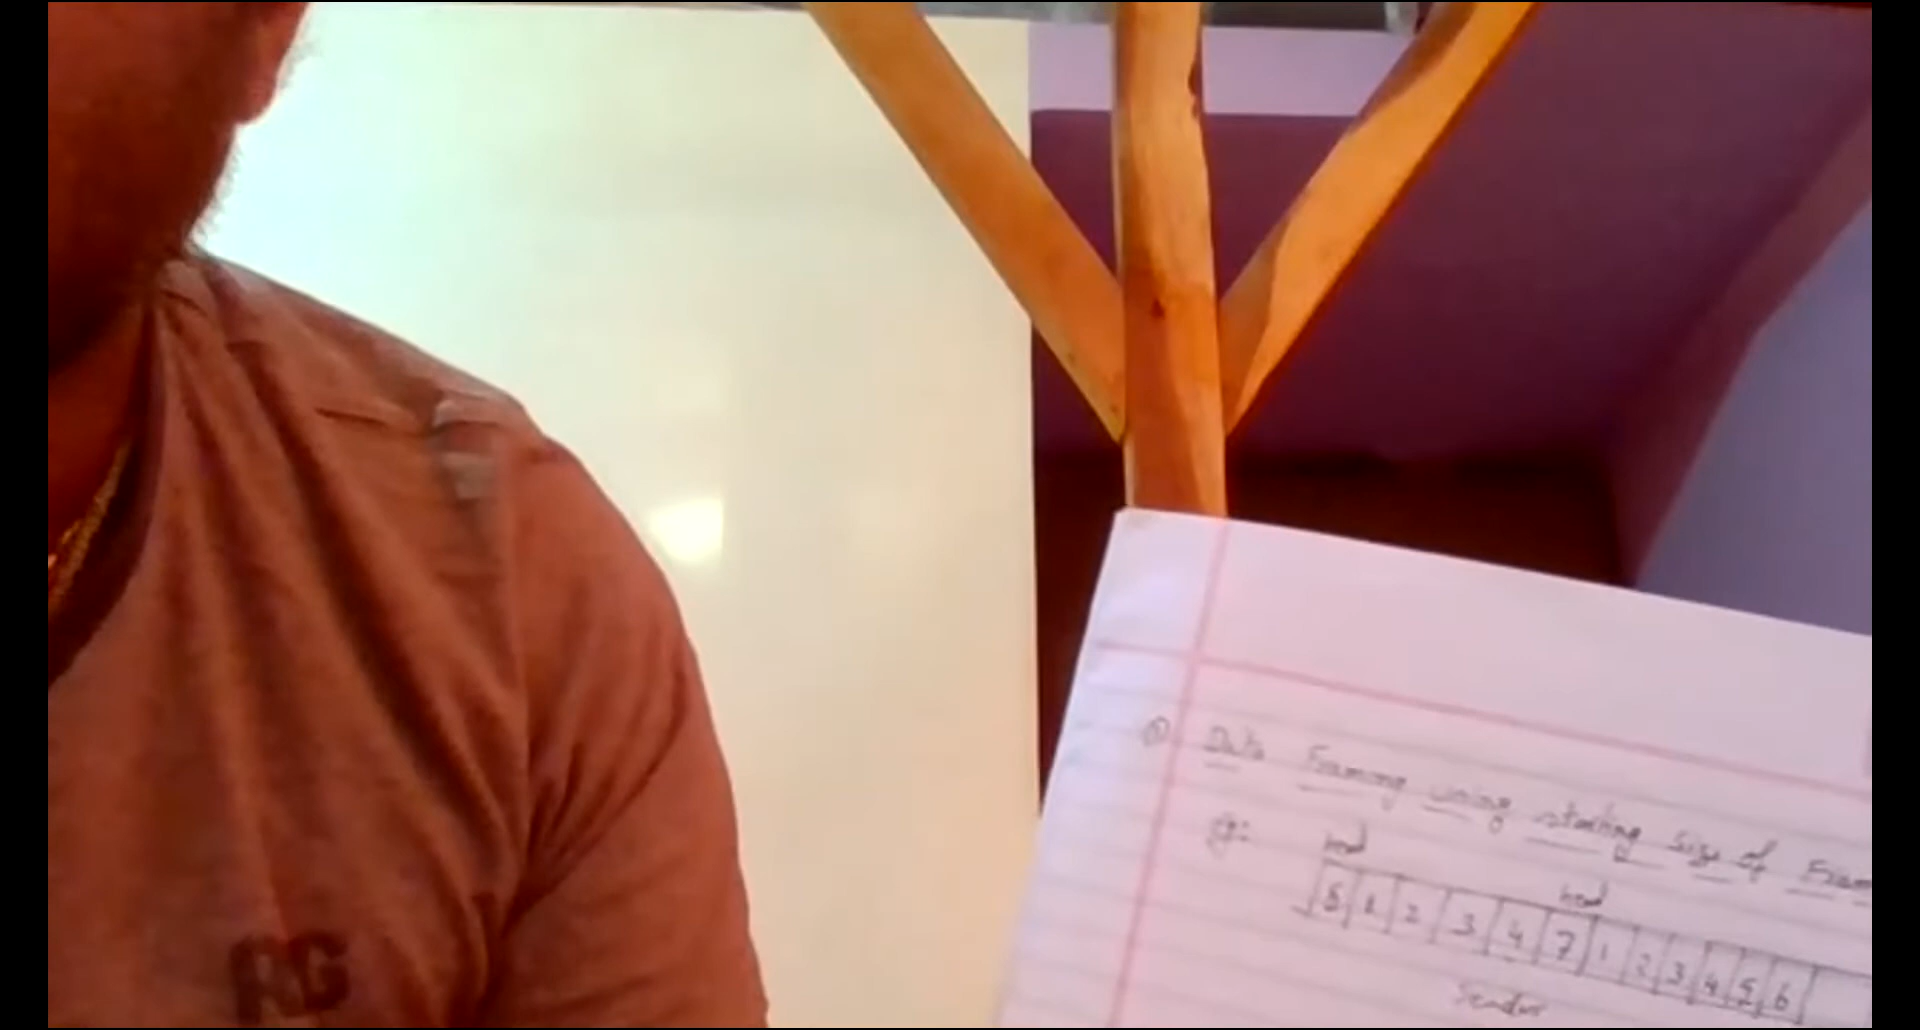 Data Framing using starting size of Fram
eg:
head
head
5 1 2 3 4 7 1 2 3 4 5 6
Sender
RG